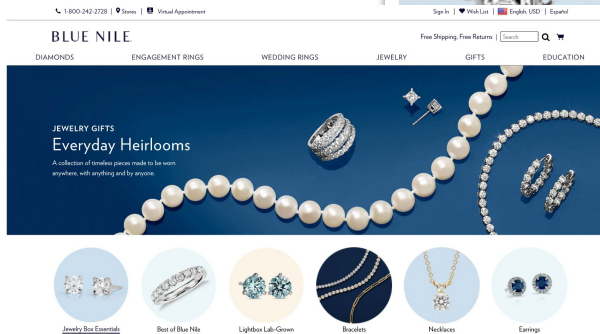 1-800-242-2728 | Stores | Virtual Appointment
Sign In | Wish List | English, USD | Español
BLUE NILE
Free Shipping, Free Returns | Search
DIAMONDS ENGAGEMENT RINGS WEDDING RINGS JEWELRY GIFTS EDUCATION
JEWELRY GIFTS
Everyday Heirlooms
A collection of timeless pieces made to be worn
anywhere, with anything and by anyone.
Jewelry Box Essentials Best of Blue Nile Lightbox Lab-Grown Bracelets Necklaces Earrings